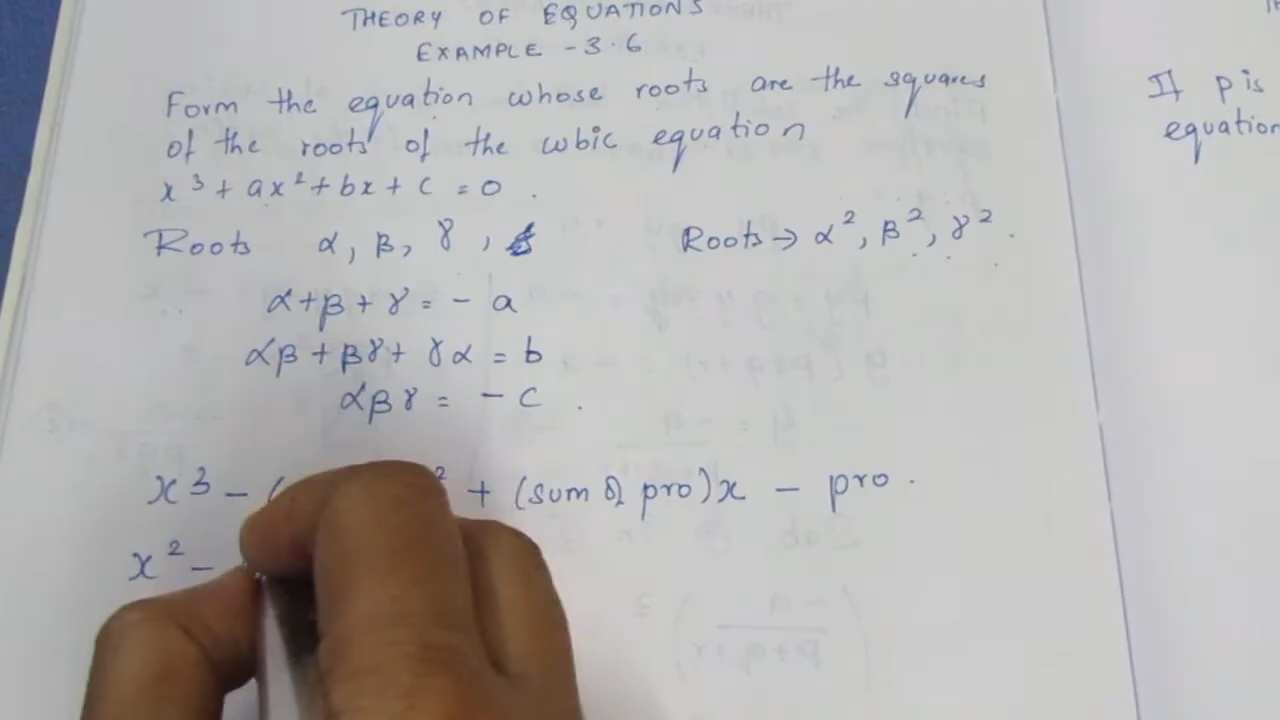 THEORY OF EQUATIONS
EXAMPLE - 3.6
Form the equation whose roots are the squares
of the roots of the cubic equation
x³ + ax² + bx + c = 0 .
Roots α, β, γ ,
Roots → α², β², γ² .
α + β + γ = - a
αβ + βγ + γα = b
αβγ = - c .
x³ - ( ² + (sum of pro)x - pro .
x² -
If p is
equation